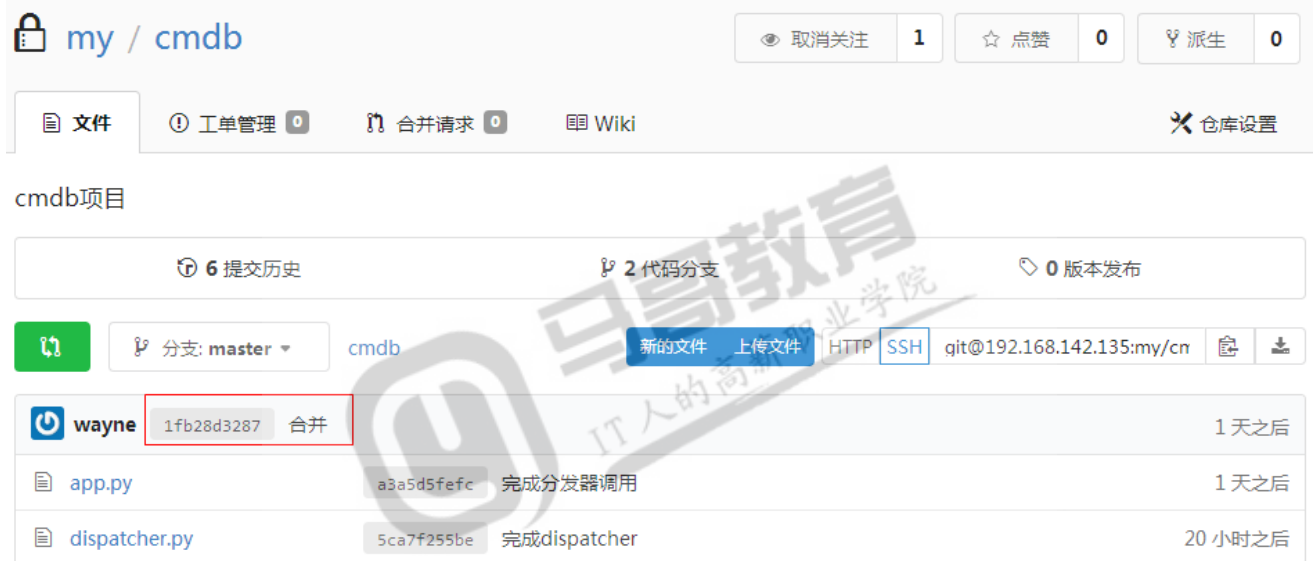 my / cmdb 取消关注 1 点赞 0 派生 0
文件 工单管理 0 合并请求 0 Wiki 仓库设置
cmdb项目
6 提交历史 2 代码分支 0 版本发布
分支: master cmdb 新的文件 上传文件 HTTP SSH git@192.168.142.135:my/cm
wayne 1fb28d3287 合并 1 天之后
app.py a3a5d5fefc 完成分发器调用 1 天之后
dispatcher.py 5ca7f255be 完成dispatcher 20 小时之后
马哥教育
IT人的高薪职业学院